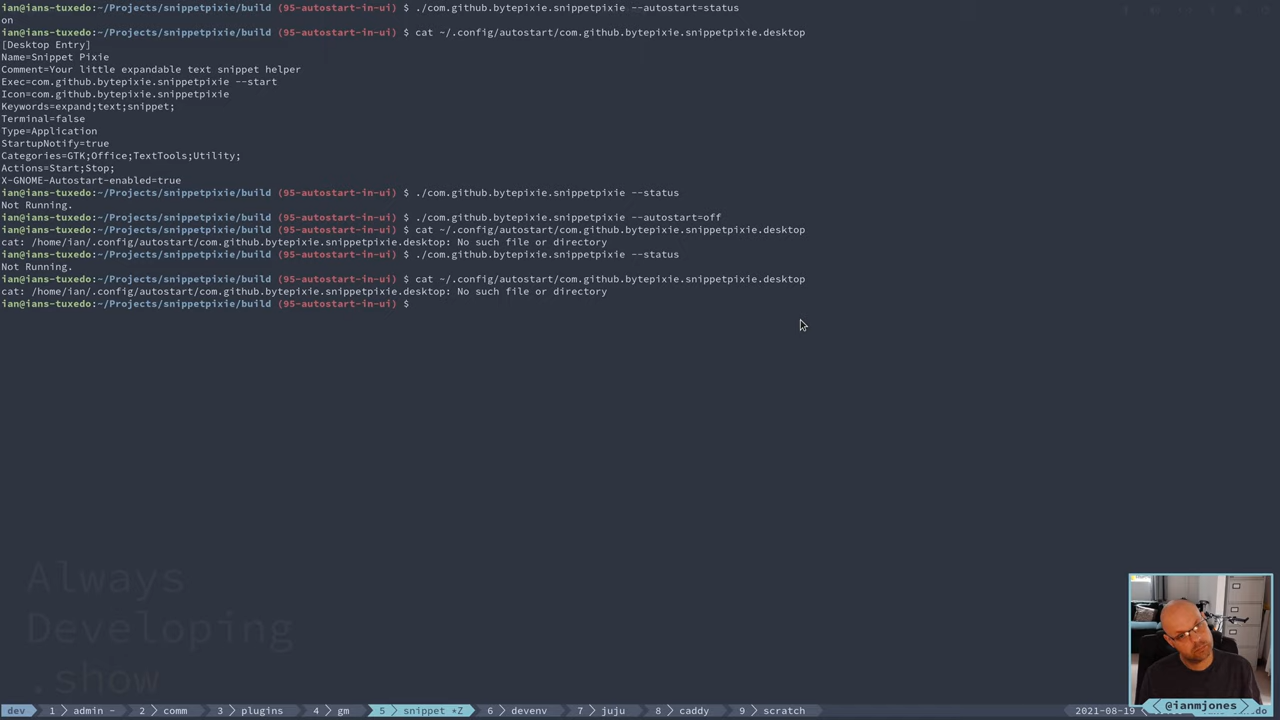 ian@ians-tuxedo:~/Projects/snippetpixie/build (95-autostart-in-ui) $ ./com.github.bytepixie.snippetpixie --autostart=status
on
ian@ians-tuxedo:~/Projects/snippetpixie/build (95-autostart-in-ui) $ cat ~/.config/autostart/com.github.bytepixie.snippetpixie.desktop
[Desktop Entry]
Name=Snippet Pixie
Comment=Your little expandable text snippet helper
Exec=com.github.bytepixie.snippetpixie --start
Icon=com.github.bytepixie.snippetpixie
Keywords=expand;text;snippet;
Terminal=false
Type=Application
StartupNotify=true
Categories=GTK;Office;TextTools;Utility;
Actions=Start;Stop;
X-GNOME-Autostart-enabled=true
ian@ians-tuxedo:~/Projects/snippetpixie/build (95-autostart-in-ui) $ ./com.github.bytepixie.snippetpixie --status
Not Running.
ian@ians-tuxedo:~/Projects/snippetpixie/build (95-autostart-in-ui) $ ./com.github.bytepixie.snippetpixie --autostart=off
ian@ians-tuxedo:~/Projects/snippetpixie/build (95-autostart-in-ui) $ cat ~/.config/autostart/com.github.bytepixie.snippetpixie.desktop
cat: /home/ian/.config/autostart/com.github.bytepixie.snippetpixie.desktop: No such file or directory
ian@ians-tuxedo:~/Projects/snippetpixie/build (95-autostart-in-ui) $ ./com.github.bytepixie.snippetpixie --status
Not Running.
ian@ians-tuxedo:~/Projects/snippetpixie/build (95-autostart-in-ui) $ cat ~/.config/autostart/com.github.bytepixie.snippetpixie.desktop
cat: /home/ian/.config/autostart/com.github.bytepixie.snippetpixie.desktop: No such file or directory
ian@ians-tuxedo:~/Projects/snippetpixie/build (95-autostart-in-ui) $
Always
Developing
.show
@ianmjones
dev 1 admin - 2 comm 3 plugins 4 gm 5 snippet *Z 6 devenv 7 juju 8 caddy 9 scratch 2021-08-19